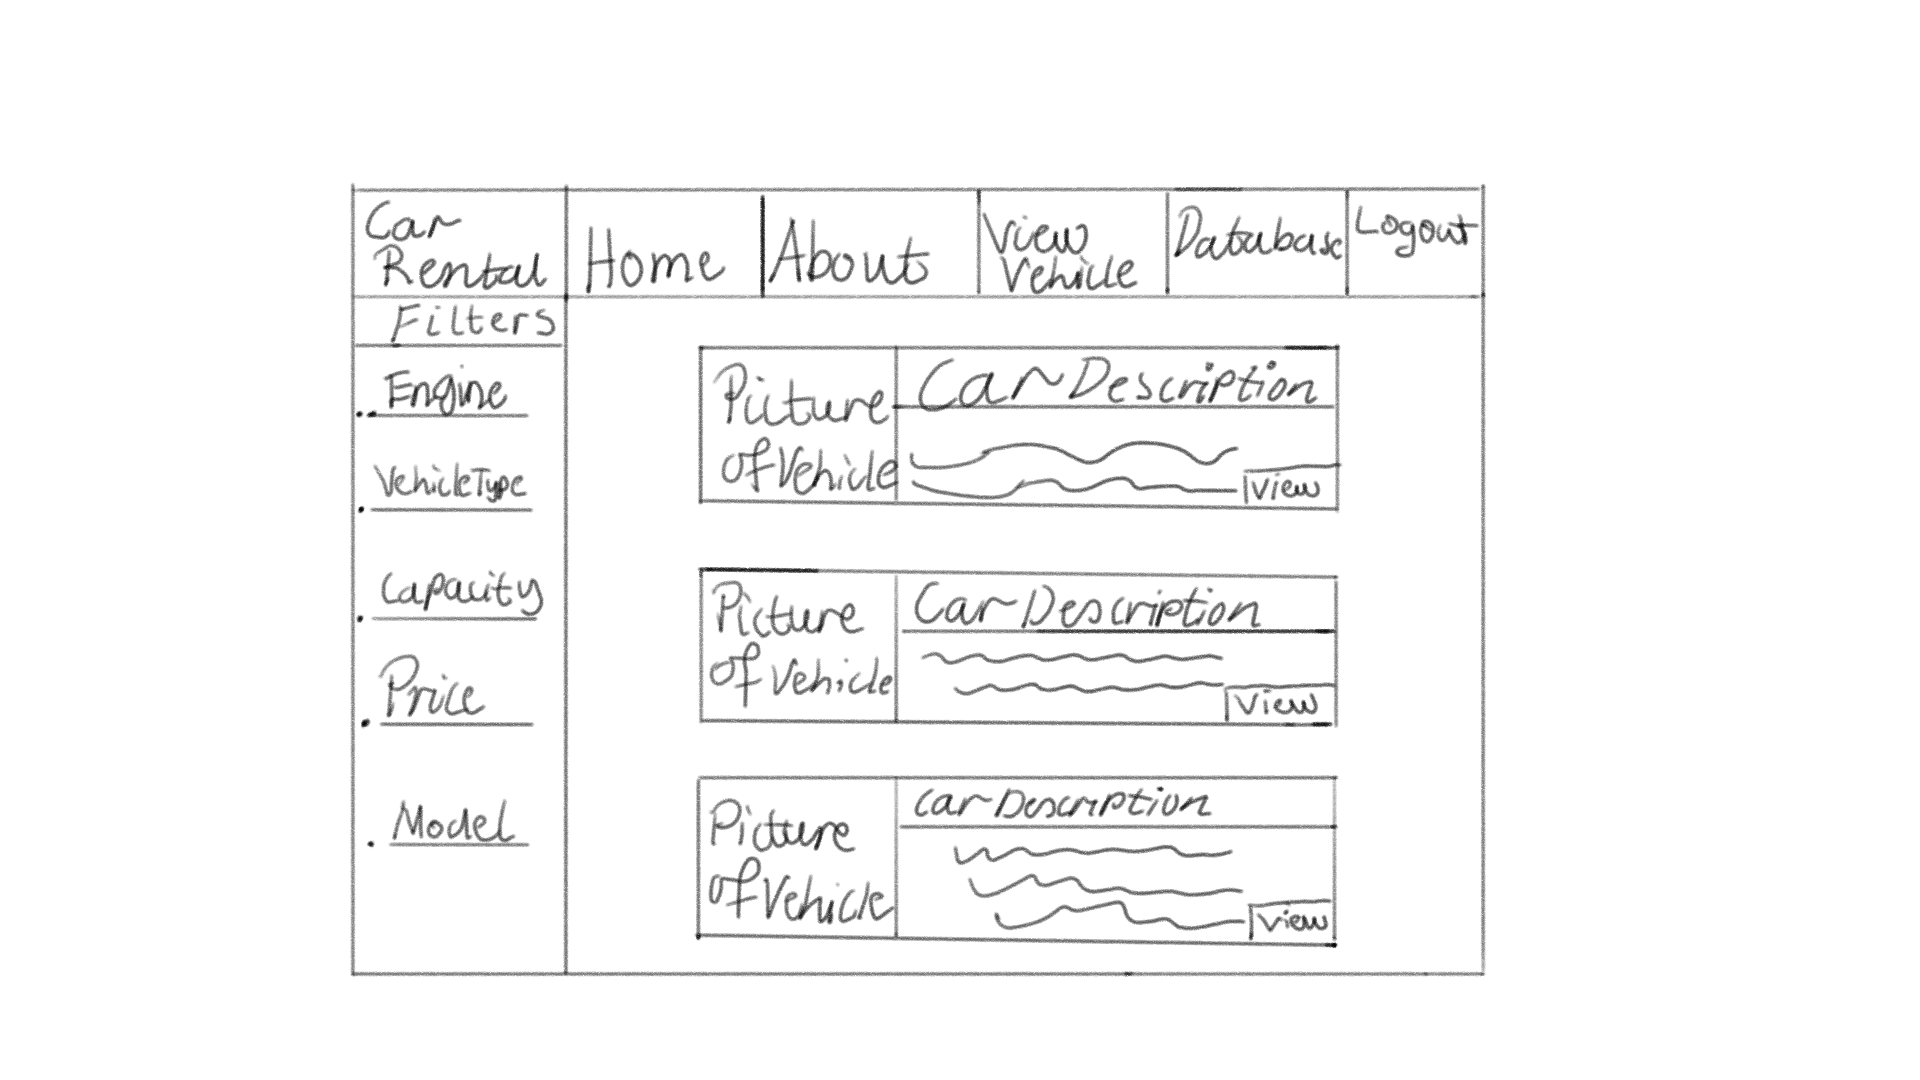 Car
Rental
Home
About
View
Vehicle
Database
Logout
Filters
Engine
VehicleType
Capacity
Price
Model
Picture
of Vehicle
Car Description
View
Picture
of Vehicle
Car Description
View
Picture
of Vehicle
Car Description
View